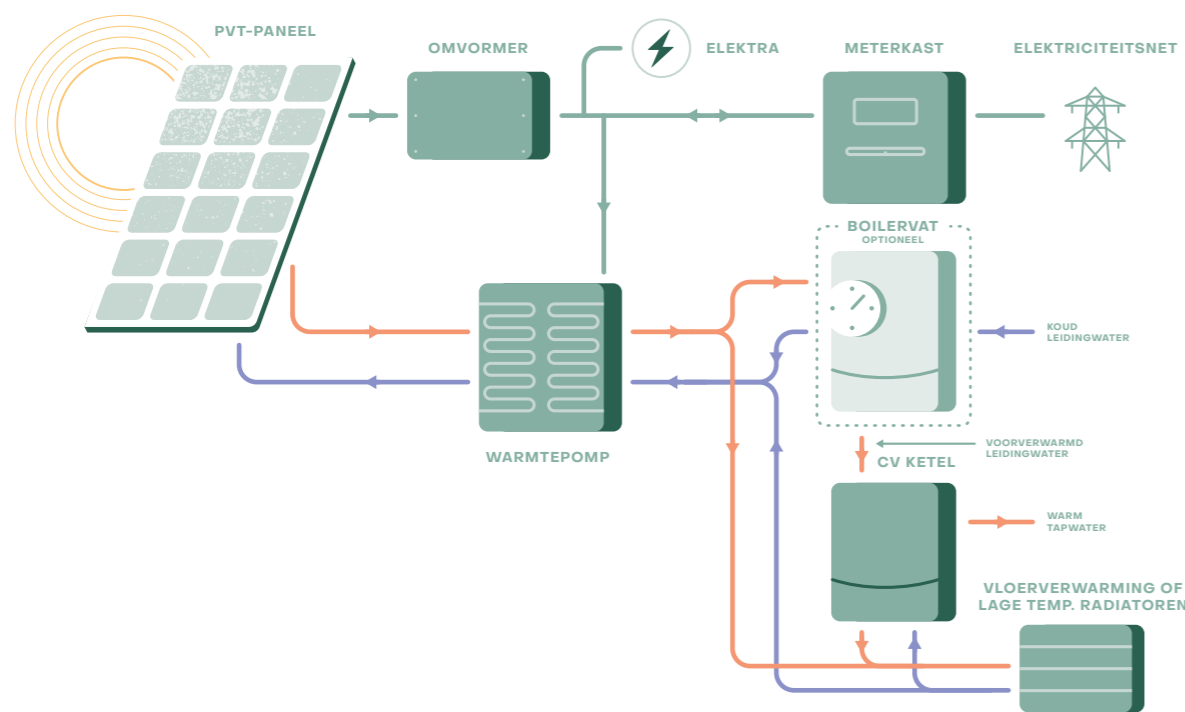 PVT-PANEEL
OMVORMER
ELEKTRA
METERKAST
ELEKTRICITEITSNET
BOILERVAT
OPTIONEEL
KOUD
LEIDINGWATER
WARMTEPOMP
VOORVERWARMD
LEIDINGWATER
CV KETEL
WARM
TAPWATER
VLOERVERWARMING OF
LAGE TEMP. RADIATOREN